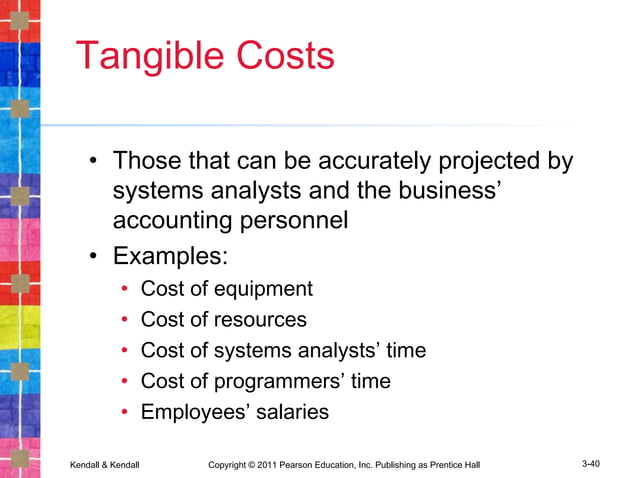 Tangible Costs
• Those that can be accurately projected by
systems analysts and the business’
accounting personnel
• Examples:
• Cost of equipment
• Cost of resources
• Cost of systems analysts’ time
• Cost of programmers’ time
• Employees’ salaries
Kendall & Kendall
Copyright © 2011 Pearson Education, Inc. Publishing as Prentice Hall
3-40